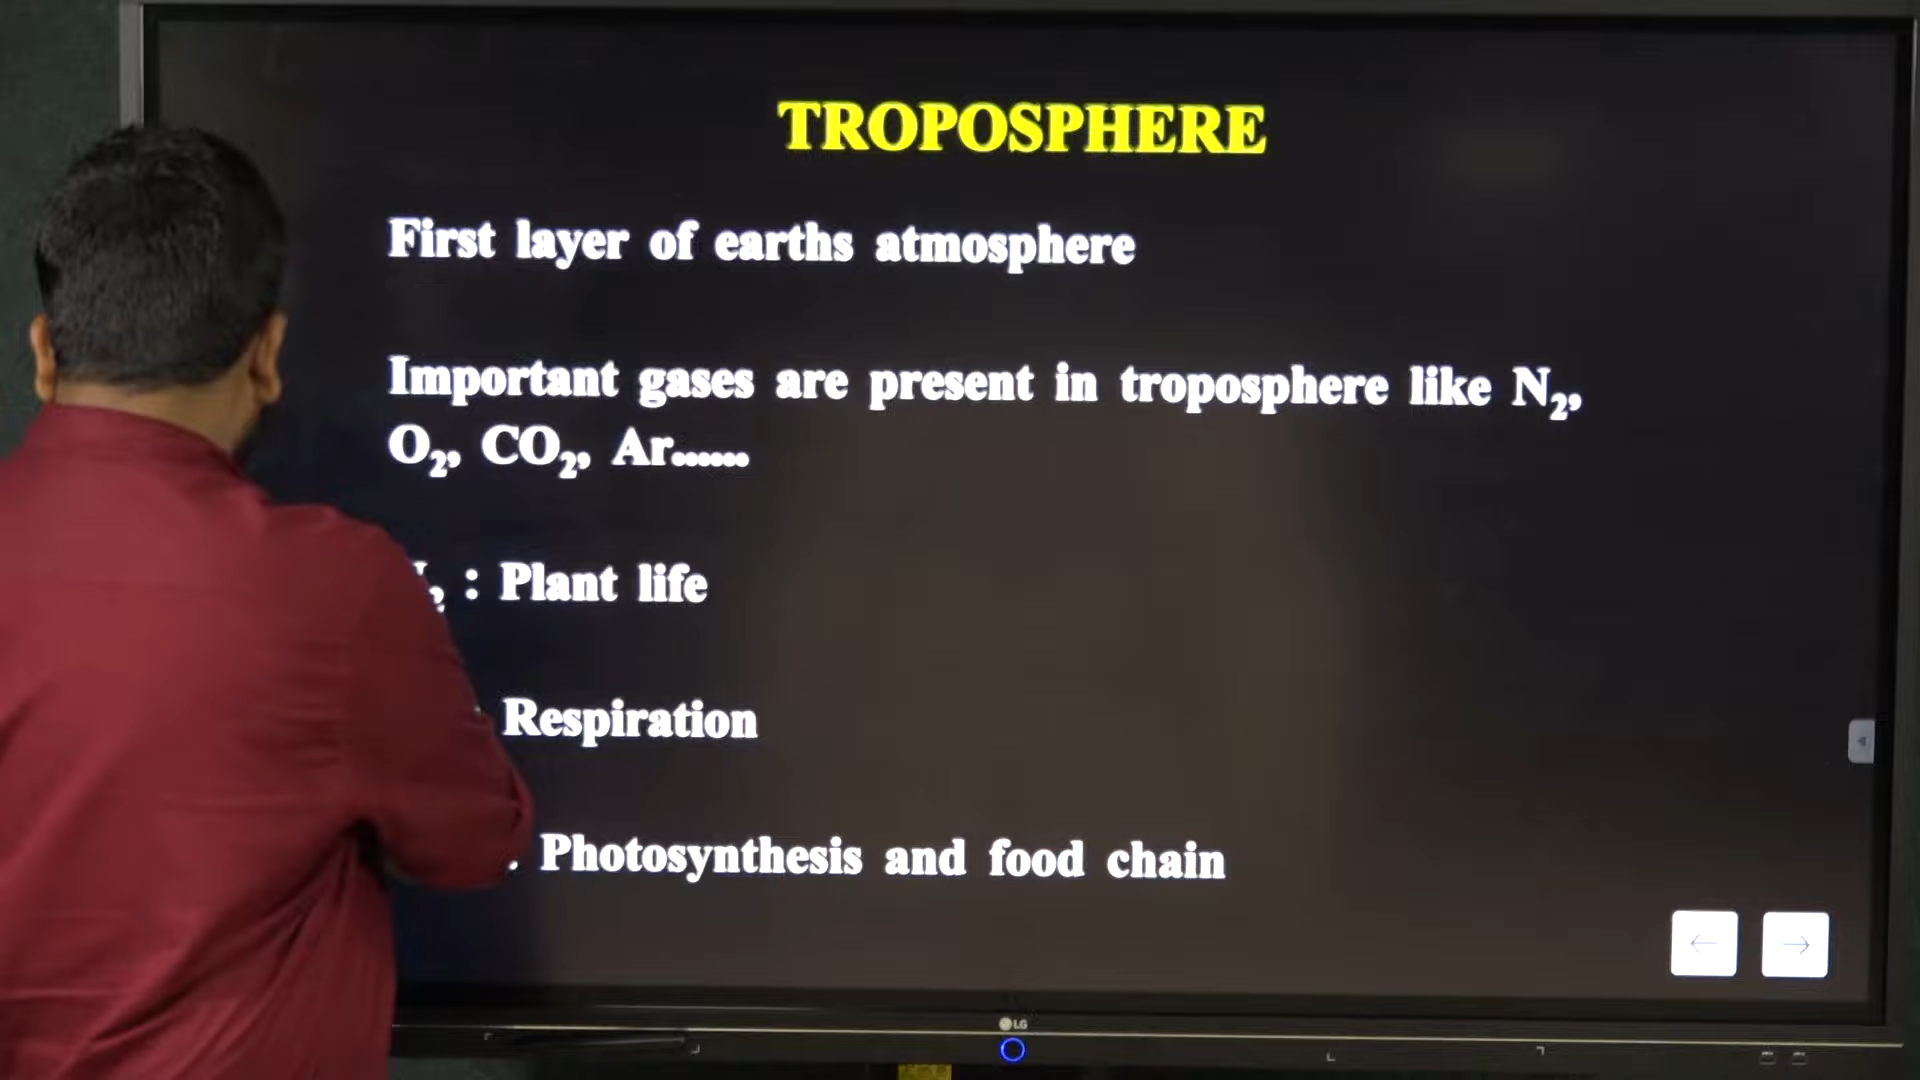 TROPOSPHERE
First layer of earths atmosphere
Important gases are present in troposphere like N₂,
O₂, CO₂, Ar......
: Plant life
Respiration
Photosynthesis and food chain
LG